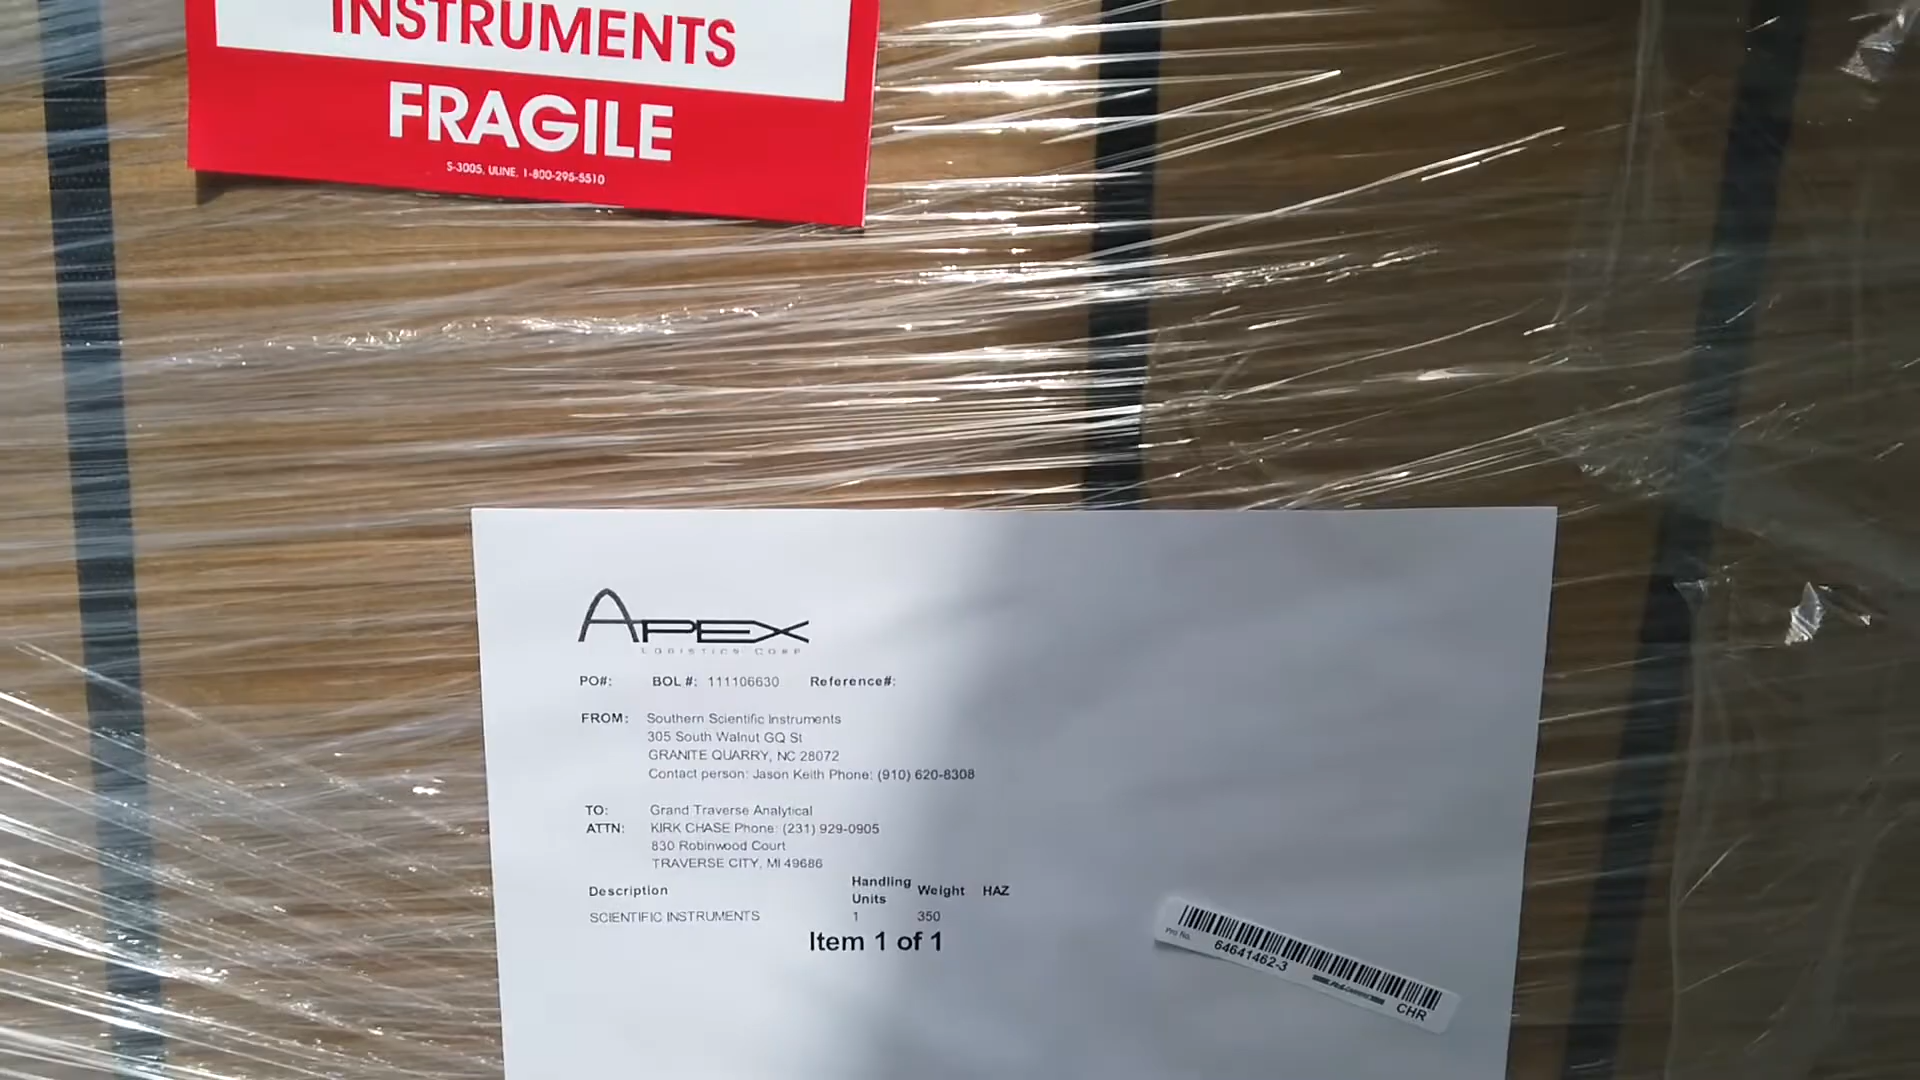 INSTRUMENTS
FRAGILE
S-3005, ULINE, 1-800-295-5510
APEX
LOGISTICS CORP
PO#: BOL #: 111106630 Reference#:
FROM: Southern Scientific Instruments
305 South Walnut GQ St
GRANITE QUARRY, NC 28072
Contact person: Jason Keith Phone: (910) 620-8308
TO: Grand Traverse Analytical
ATTN: KIRK CHASE Phone: (231) 929-0905
830 Robinwood Court
TRAVERSE CITY, MI 49686
Description Handling Units Weight HAZ
SCIENTIFIC INSTRUMENTS 1 350
Item 1 of 1
Pro No.
64641462-3
CHR